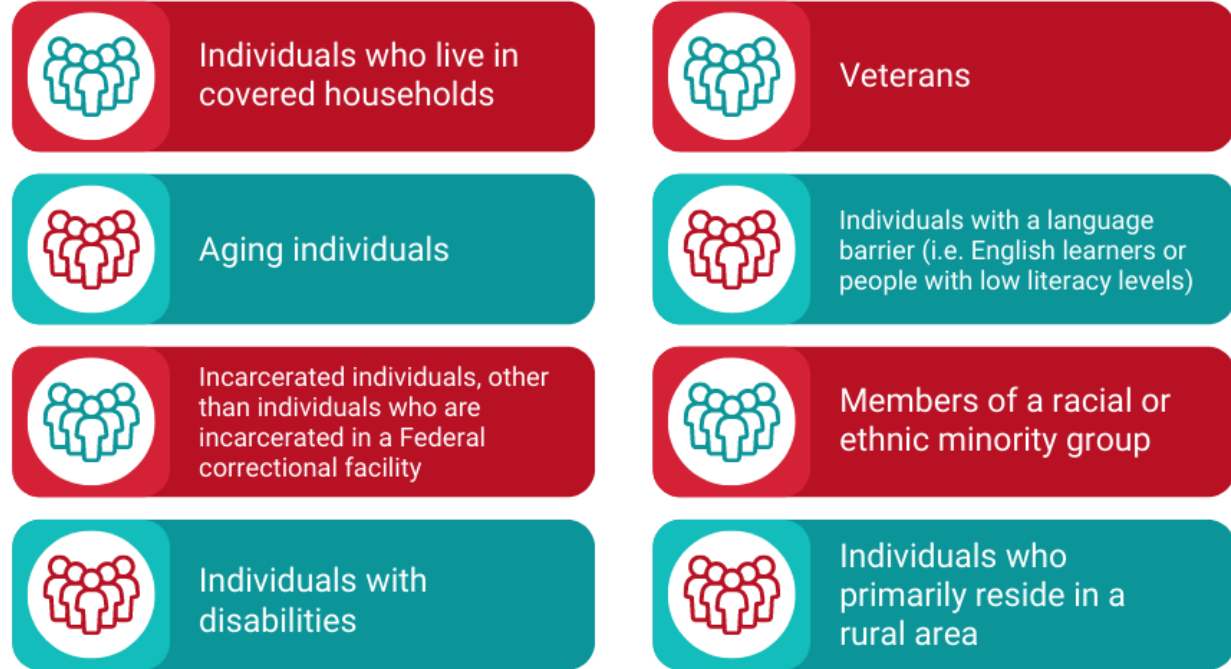 Individuals who live in
covered households
Veterans
Aging individuals
Individuals with a language
barrier (i.e. English learners or
people with low literacy levels)
Incarcerated individuals, other
than individuals who are
incarcerated in a Federal
correctional facility
Members of a racial or
ethnic minority group
Individuals with
disabilities
Individuals who
primarily reside in a
rural area